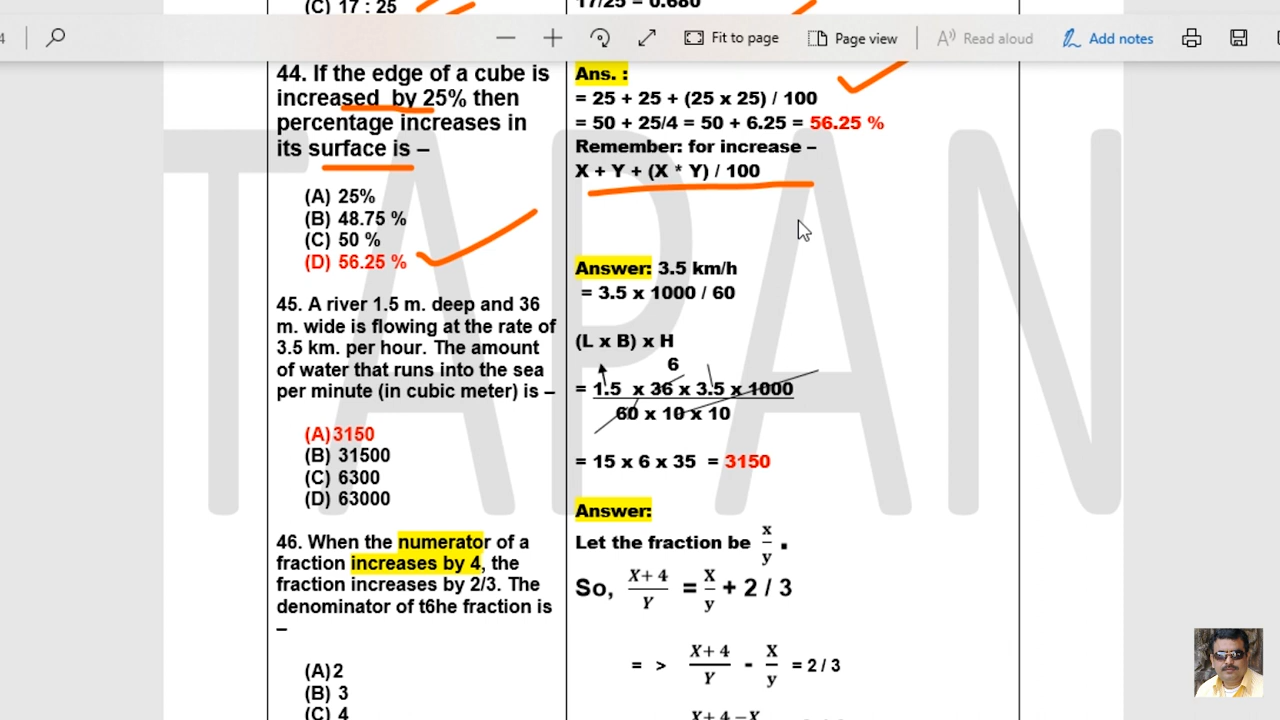 (C) 17 : 25
17/25 = 0.680
4
Fit to page
Page view
Read aloud
Add notes
44. If the edge of a cube is
increased by 25% then
percentage increases in
its surface is –
(A) 25%
(B) 48.75 %
(C) 50 %
(D) 56.25 %
45. A river 1.5 m. deep and 36
m. wide is flowing at the rate of
3.5 km. per hour. The amount
of water that runs into the sea
per minute (in cubic meter) is –
(A)3150
(B) 31500
(C) 6300
(D) 63000
46. When the numerator of a
fraction increases by 4, the
fraction increases by 2/3. The
denominator of t6he fraction is
–
(A)2
(B) 3
(C) 4
Ans. :
= 25 + 25 + (25 x 25) / 100
= 50 + 25/4 = 50 + 6.25 = 56.25 %
Remember: for increase –
X + Y + (X * Y) / 100
Answer: 3.5 km/h
= 3.5 x 1000 / 60
(L x B) x H
6
= 1.5 x 36 x 3.5 x 1000
60 x 10 x 10
= 15 x 6 x 35 = 3150
Answer:
Let the fraction be x/y .
So, X+ 4/Y = X/y + 2 / 3
= > X+ 4/Y - X/y = 2 / 3
X+ 4 –X
TAPAN